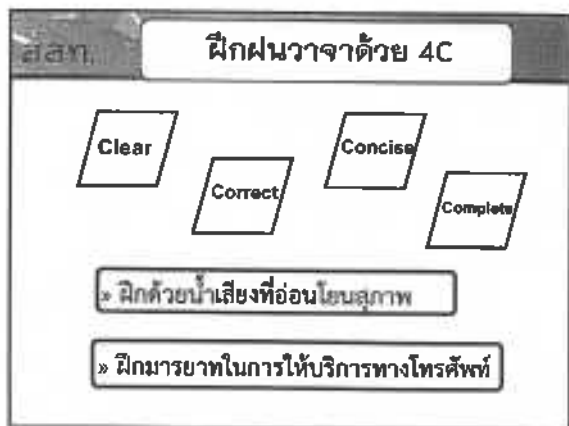 สสท.
ฝึกฝนวาจาด้วย 4C
Clear
Correct
Concise
Complete
» ฝึกด้วยน้ำเสียงที่อ่อนโยนสุภาพ
» ฝึกมารยาทในการให้บริการทางโทรศัพท์